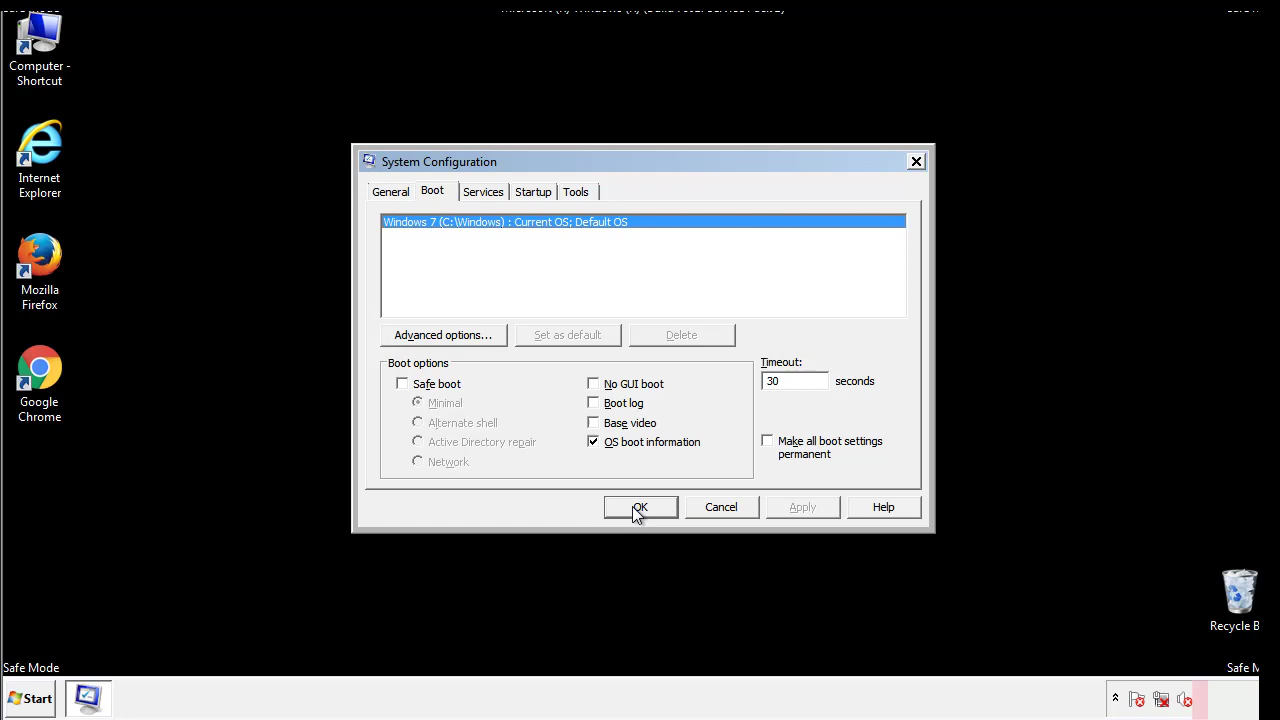 Computer -
Shortcut
Internet
Explorer
Mozilla
Firefox
Google
Chrome
System Configuration
General Boot Services Startup Tools
Windows 7 (C:\Windows) : Current OS; Default OS
Advanced options... Set as default Delete
Boot options
Timeout:
30 seconds
Safe boot
Minimal
Alternate shell
Active Directory repair
Network
No GUI boot
Boot log
Base video
OS boot information
Make all boot settings
permanent
OK Cancel Apply Help
Recycle B
Safe Mode Safe M
Start